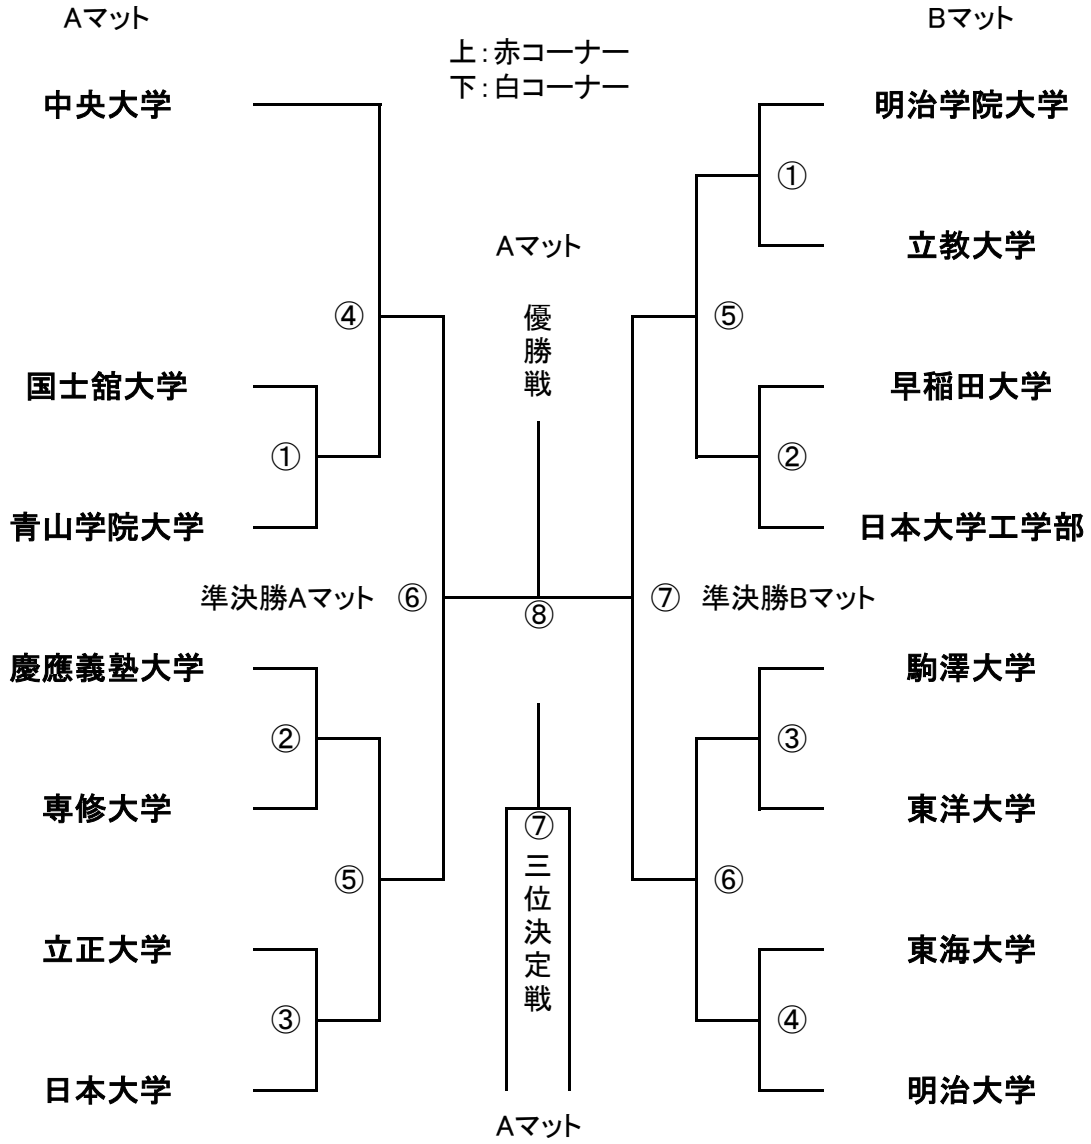 Aマット
Bマット
上：赤コーナー
下：白コーナー
中央大学
明治学院大学
①
立教大学
Aマット
優勝戦
④
⑤
国士舘大学
早稲田大学
①
②
青山学院大学
日本大学工学部
準決勝Aマット
⑥
⑧
⑦
準決勝Bマット
慶應義塾大学
駒澤大学
②
③
専修大学
東洋大学
⑦
三位決定戦
⑤
⑥
立正大学
東海大学
③
④
日本大学
明治大学
Aマット